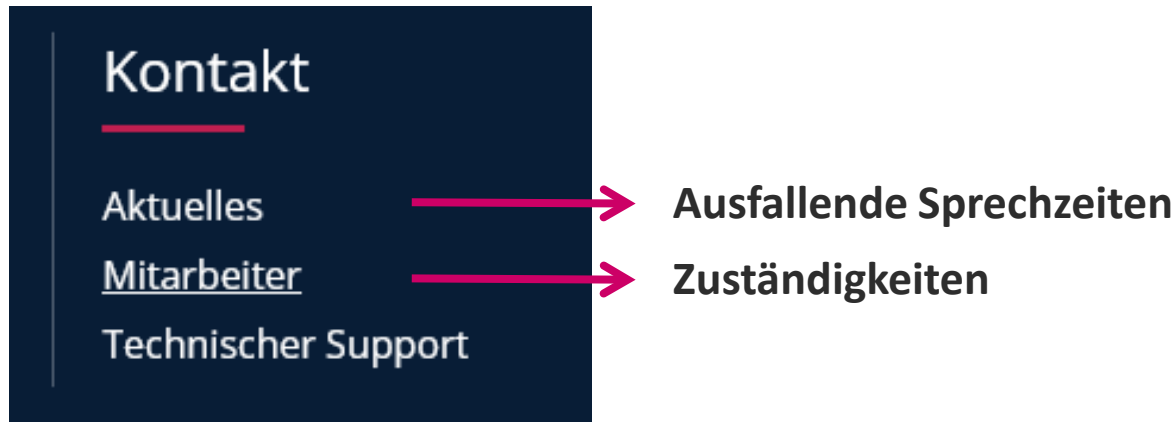 Kontakt
Aktuelles
Ausfallende Sprechzeiten
Mitarbeiter
Zuständigkeiten
Technischer Support